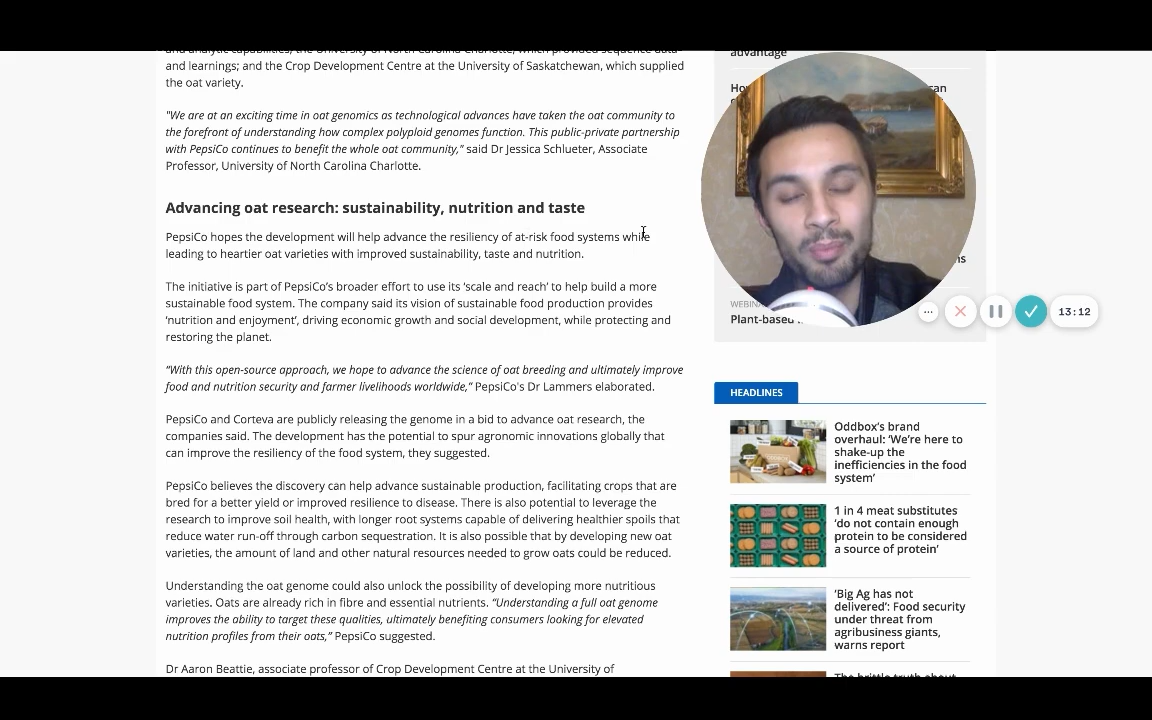 and analytic capabilities; the University of North Carolina Charlotte, which provided sequence data
and learnings; and the Crop Development Centre at the University of Saskatchewan, which supplied
the oat variety.
"We are at an exciting time in oat genomics as technological advances have taken the oat community to
the forefront of understanding how complex polyploid genomes function. This public-private partnership
with PepsiCo continues to benefit the whole oat community," said Dr Jessica Schlueter, Associate
Professor, University of North Carolina Charlotte.
Advancing oat research: sustainability, nutrition and taste
PepsiCo hopes the development will help advance the resiliency of at-risk food systems while
leading to heartier oat varieties with improved sustainability, taste and nutrition.
The initiative is part of PepsiCo's broader effort to use its 'scale and reach' to help build a more
sustainable food system. The company said its vision of sustainable food production provides
'nutrition and enjoyment', driving economic growth and social development, while protecting and
restoring the planet.
"With this open-source approach, we hope to advance the science of oat breeding and ultimately improve
food and nutrition security and farmer livelihoods worldwide," PepsiCo's Dr Lammers elaborated.
PepsiCo and Corteva are publicly releasing the genome in a bid to advance oat research, the
companies said. The development has the potential to spur agronomic innovations globally that
can improve the resiliency of the food system, they suggested.
PepsiCo believes the discovery can help advance sustainable production, facilitating crops that are
bred for a better yield or improved resilience to disease. There is also potential to leverage the
research to improve soil health, with longer root systems capable of delivering healthier spoils that
reduce water run-off through carbon sequestration. It is also possible that by developing new oat
varieties, the amount of land and other natural resources needed to grow oats could be reduced.
Understanding the oat genome could also unlock the possibility of developing more nutritious
varieties. Oats are already rich in fibre and essential nutrients. "Understanding a full oat genome
improves the ability to target these qualities, ultimately benefiting consumers looking for elevated
nutrition profiles from their oats," PepsiCo suggested.
Dr Aaron Beattie, associate professor of Crop Development Centre at the University of
advantage
Plant-based
13:12
HEADLINES
Oddbox's brand
overhaul: 'We're here to
shake-up the
inefficiencies in the food
system'
1 in 4 meat substitutes
'do not contain enough
protein to be considered
a source of protein'
'Big Ag has not
delivered': Food security
under threat from
agribusiness giants,
warns report
The brittle truth about